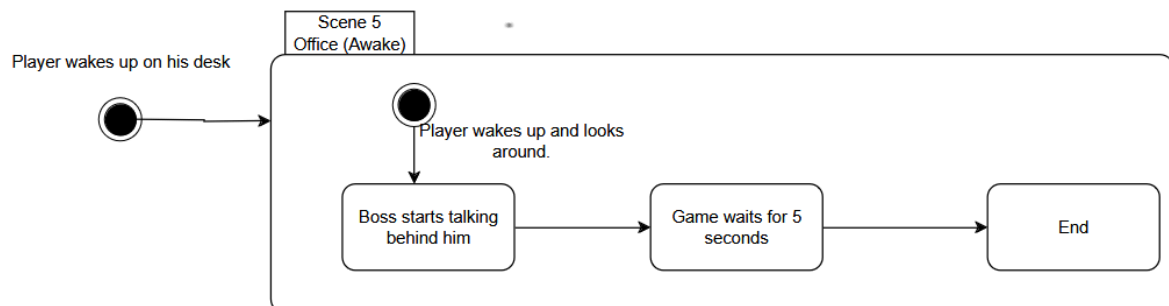 Scene 5
Office (Awake)
Player wakes up on his desk
Player wakes up and looks
around.
Boss starts talking
behind him
Game waits for 5
seconds
End